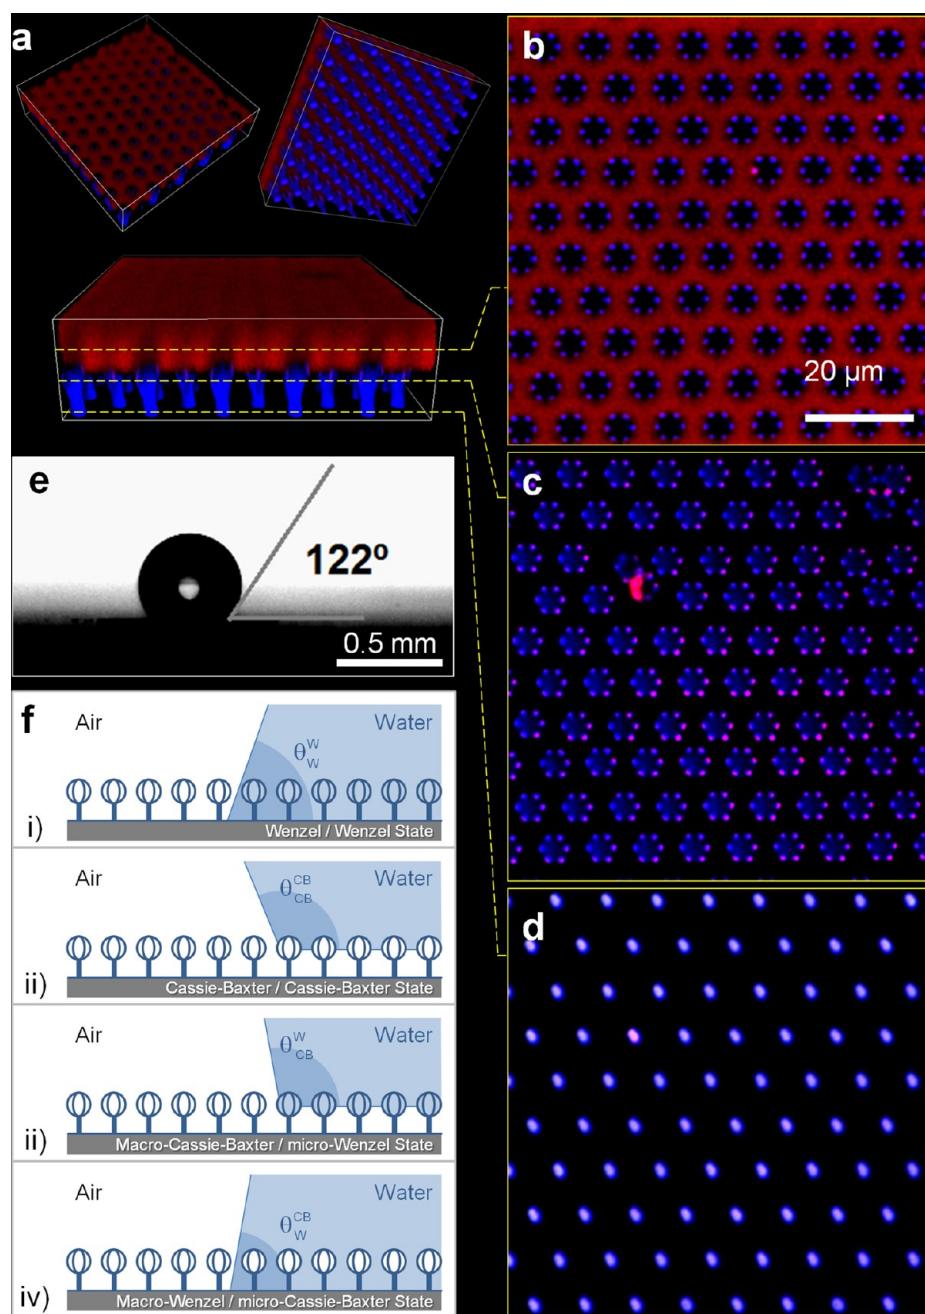 a
b
20 µm
c
d
e
122º
0.5 mm
f
Air
Water
θ W W
i)
Wenzel / Wenzel State
Air
Water
θ CB CB
ii)
Cassie-Baxter / Cassie-Baxter State
Air
Water
θ W CB
ii)
Macro-Cassie-Baxter / micro-Wenzel State
Air
Water
θ CB W
iv)
Macro-Wenzel / micro-Cassie-Baxter State